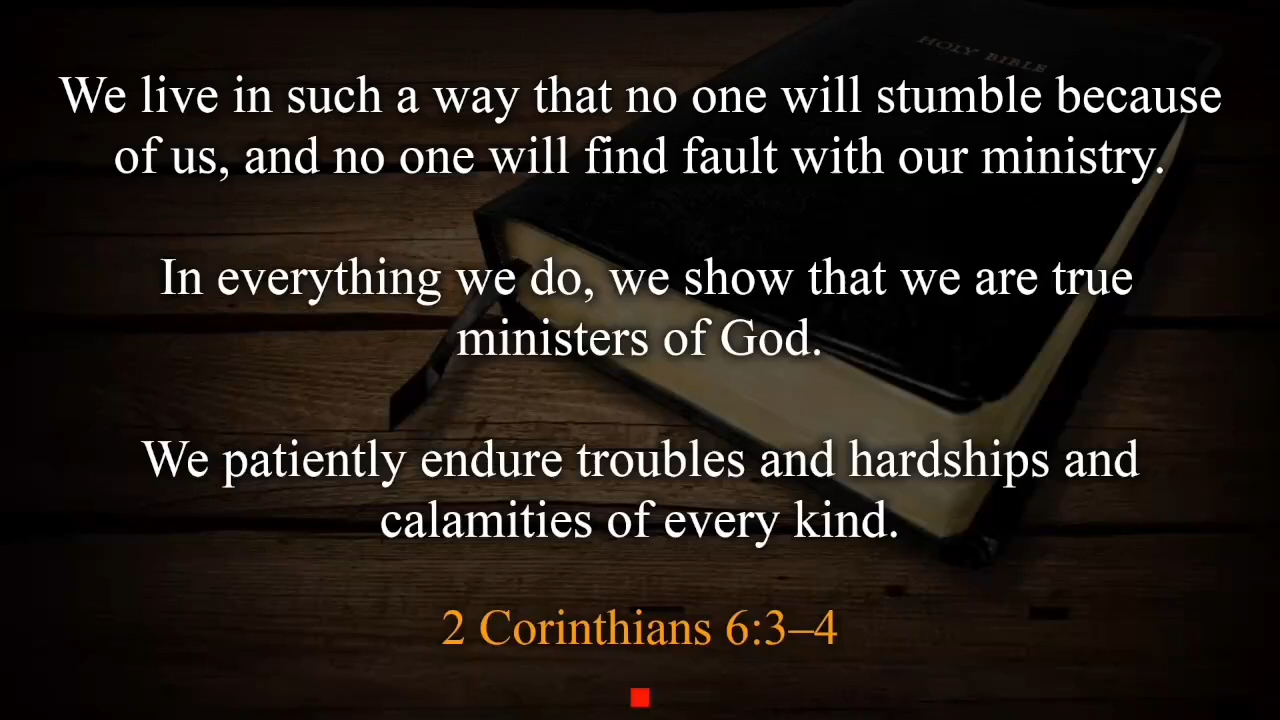 HOLY BIBLE
We live in such a way that no one will stumble because
of us, and no one will find fault with our ministry.
In everything we do, we show that we are true
ministers of God.
We patiently endure troubles and hardships and
calamities of every kind.
2 Corinthians 6:3–4